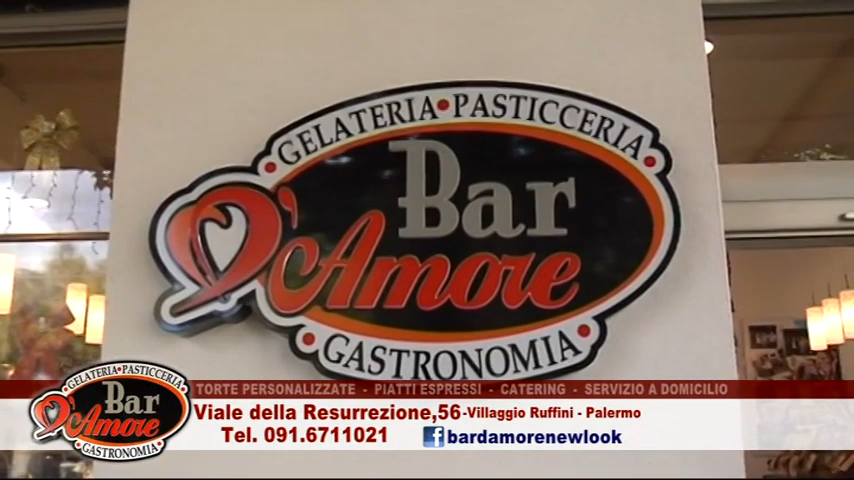 GELATERIA • PASTICCERIA
Bar
D'Amore
• GASTRONOMIA •
TORTE PERSONALIZZATE - PIATTI ESPRESSI - CATERING - SERVIZIO A DOMICILIO
GELATERIA • PASTICCERIA
Bar
D'Amore
• GASTRONOMIA •
Viale della Resurrezione,56 -Villaggio Ruffini - Palermo
Tel. 091.6711021 f bardamorenewlook